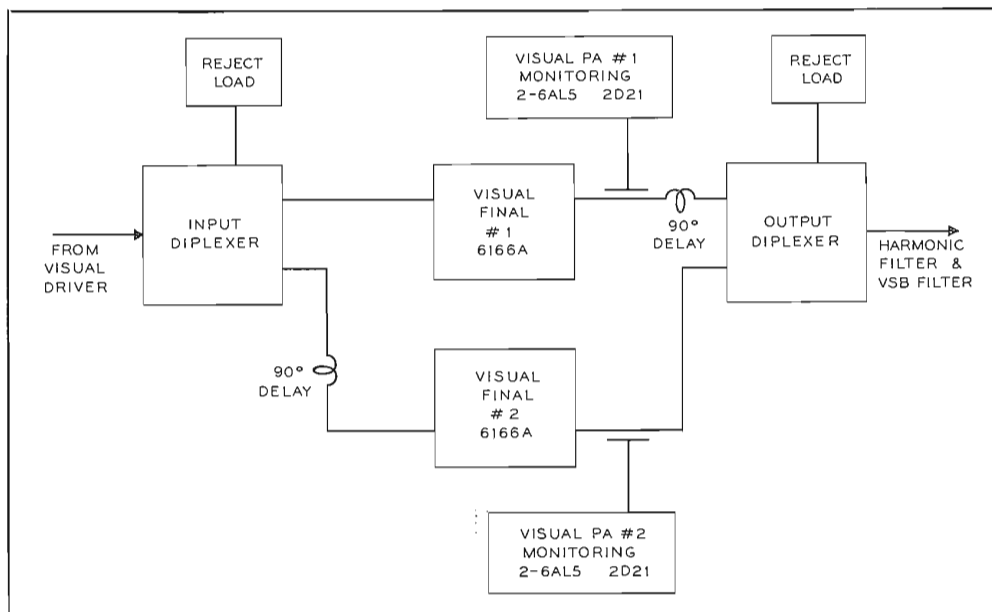 REJECT
LOAD
VISUAL PA #1
MONITORING
2-6AL5 2D21
REJECT
LOAD
INPUT
DIPLEXER
VISUAL
FINAL
#1
6166A
90°
DELAY
OUTPUT
DIPLEXER
FROM
VISUAL
DRIVER
HARMONIC
FILTER &
VSB FILTER
90°
DELAY
VISUAL
FINAL
#2
6166A
VISUAL PA #2
MONITORING
2-6AL5 2D21